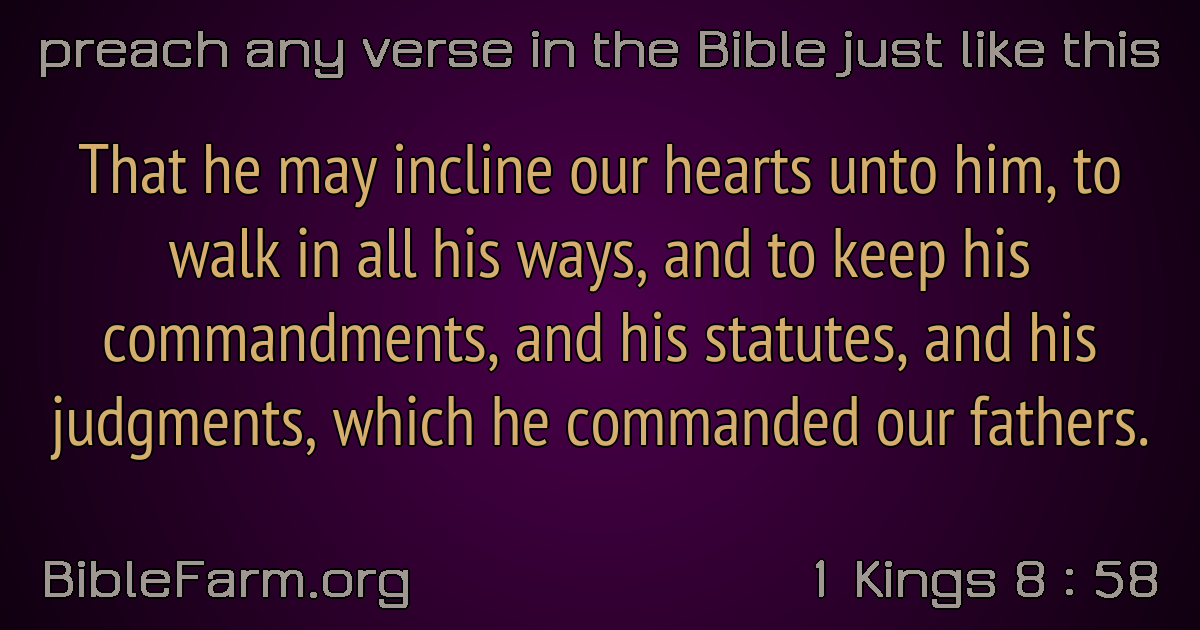 preach any verse in the Bible just like this
That he may incline our hearts unto him, to
walk in all his ways, and to keep his
commandments, and his statutes, and his
judgments, which he commanded our fathers.
BibleFarm.org
1 Kings 8 : 58